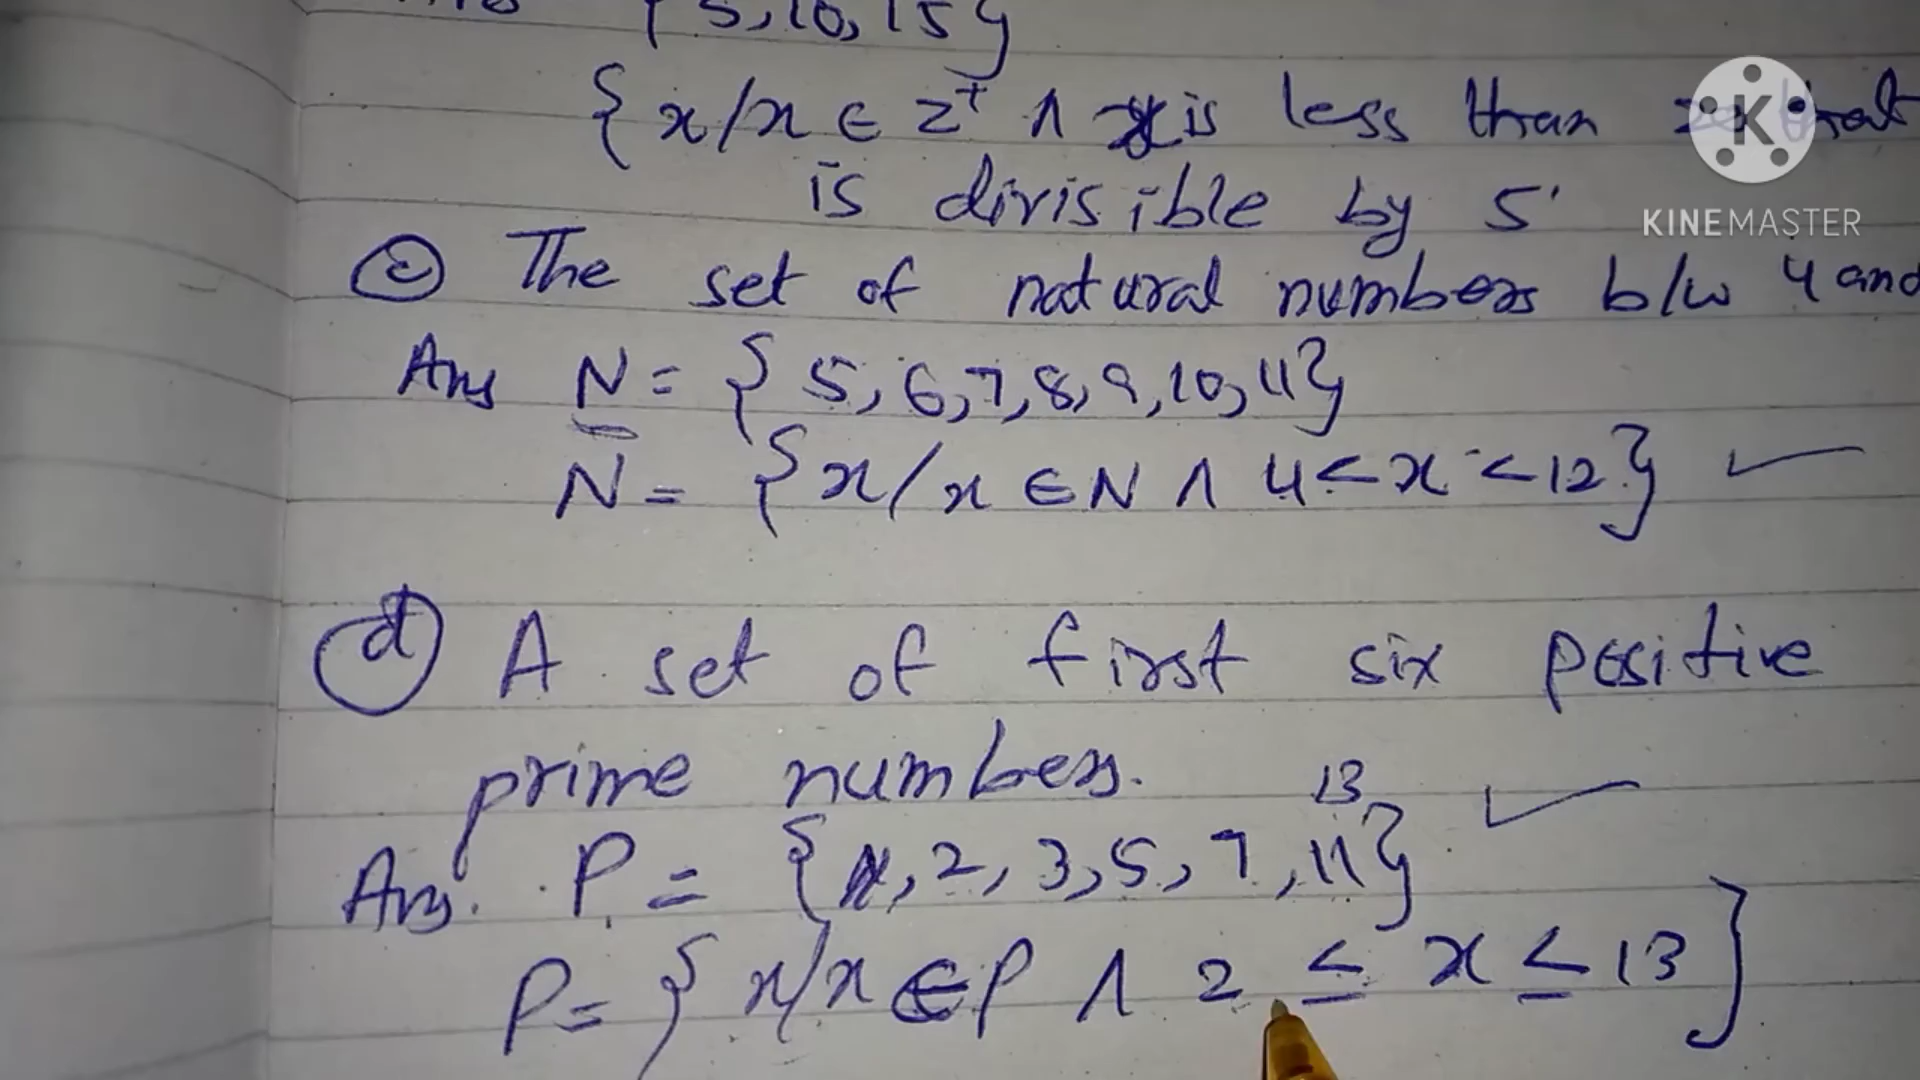 {5, 10, 15}
{x/x ∈ Z⁺ ∧ x is less than that
is divisible by 5
KINEMASTER
(c) The set of natural numbers b/w 4 and
Ans N = {5, 6, 7, 8, 9, 10, 11}
N = {x/x ∈ N ∧ 4 < x < 12}
(d) A set of first six positive
prime numbers.
13
Ans. P = { , 2, 3, 5, 7, 11}
P = {x/x ∈ P ∧ 2 ≤ x ≤ 13}